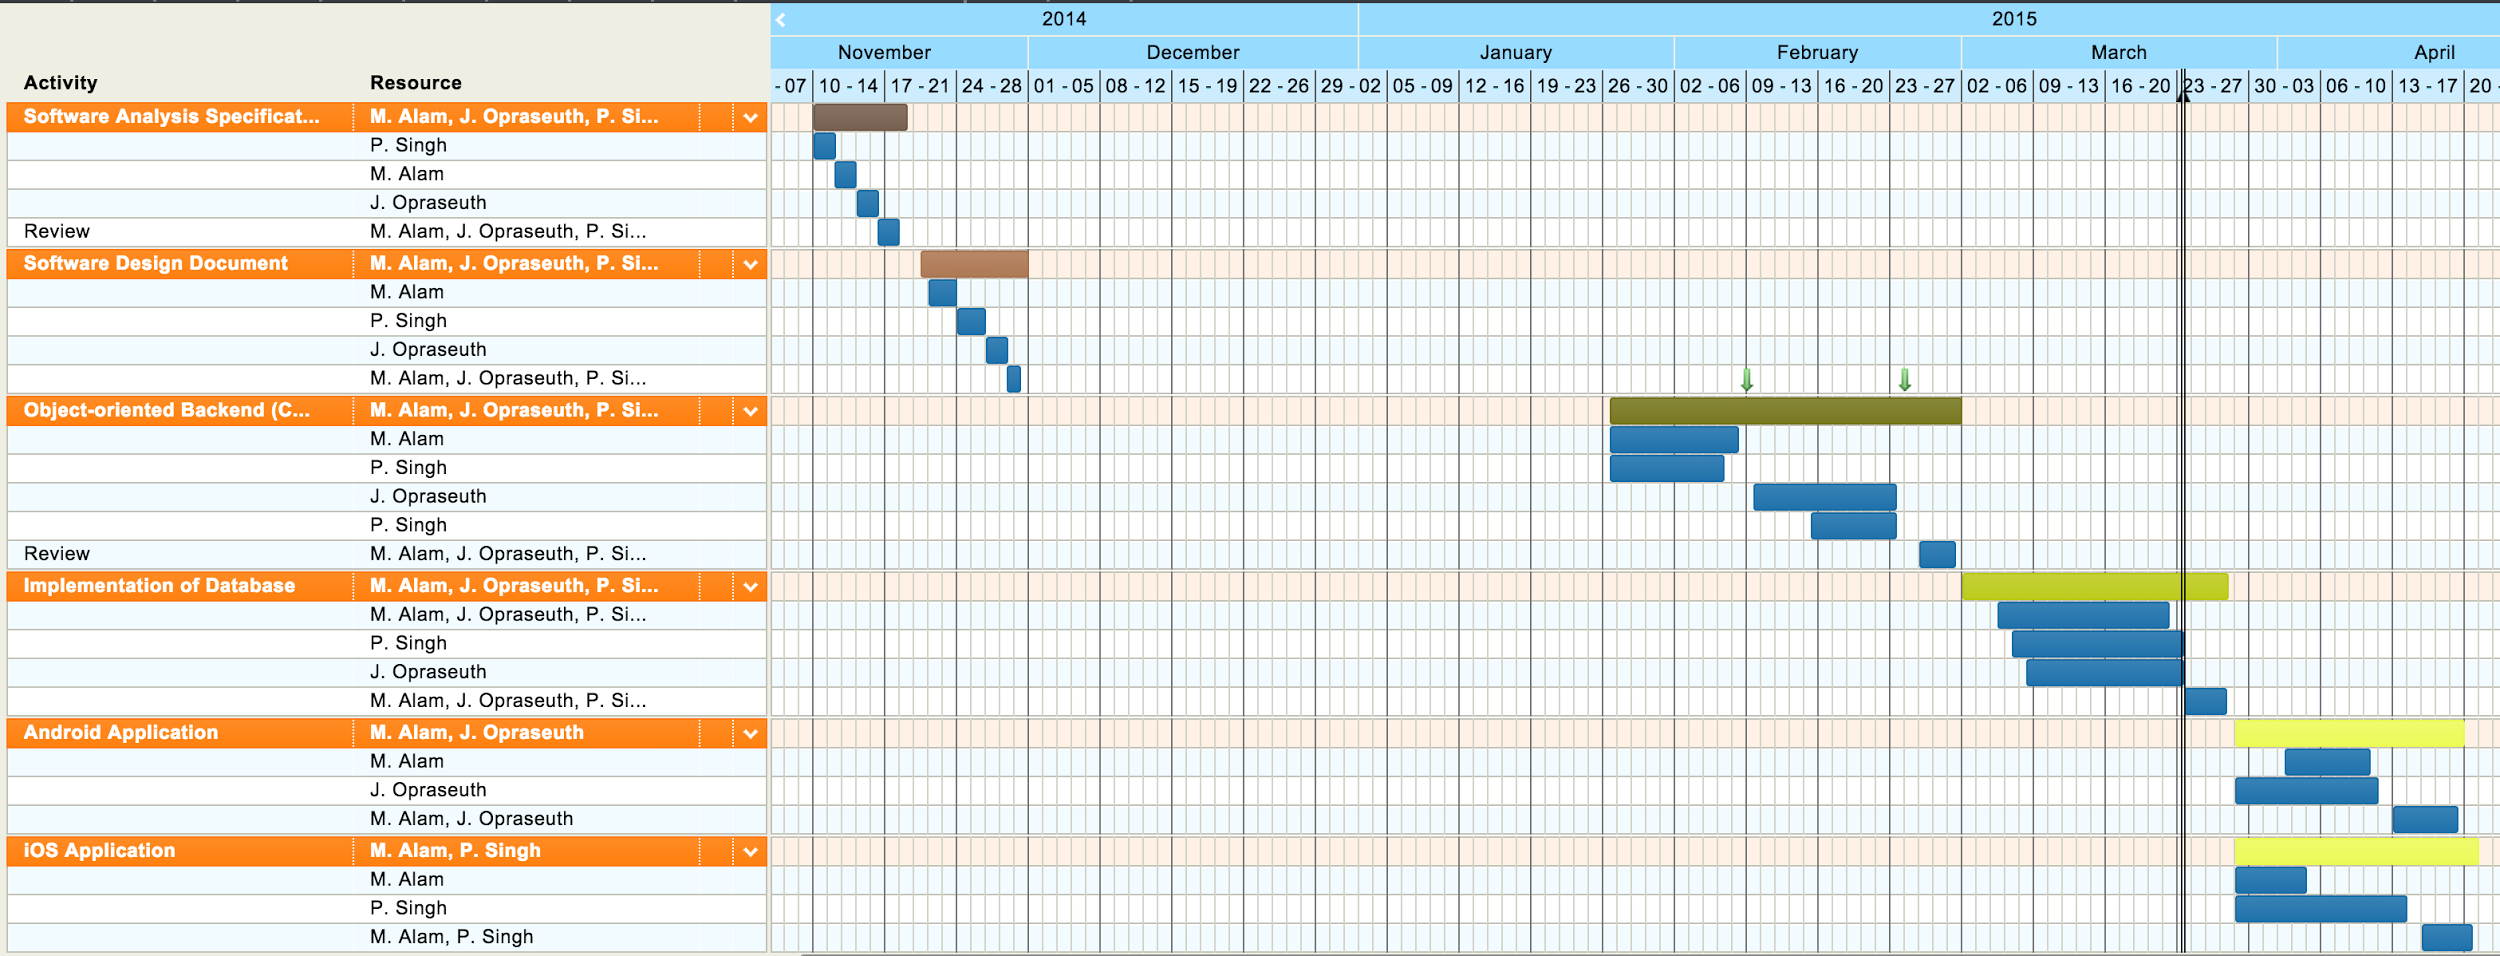 2014 2015
November December January February March April
Activity Resource
- 07 10 - 14 17 - 21 24 - 28 01 - 05 08 - 12 15 - 19 22 - 26 29 - 02 05 - 09 12 - 16 19 - 23 26 - 30 02 - 06 09 - 13 16 - 20 23 - 27 02 - 06 09 - 13 16 - 20 23 - 27 30 - 03 06 - 10 13 - 17 20 -
Software Analysis Specificat... M. Alam, J. Opraseuth, P. Si...
P. Singh
M. Alam
J. Opraseuth
Review M. Alam, J. Opraseuth, P. Si...
Software Design Document M. Alam, J. Opraseuth, P. Si...
M. Alam
P. Singh
J. Opraseuth
M. Alam, J. Opraseuth, P. Si...
Object-oriented Backend (C... M. Alam, J. Opraseuth, P. Si...
M. Alam
P. Singh
J. Opraseuth
P. Singh
Review M. Alam, J. Opraseuth, P. Si...
Implementation of Database M. Alam, J. Opraseuth, P. Si...
M. Alam, J. Opraseuth, P. Si...
P. Singh
J. Opraseuth
M. Alam, J. Opraseuth, P. Si...
Android Application M. Alam, J. Opraseuth
M. Alam
J. Opraseuth
M. Alam, J. Opraseuth
iOS Application M. Alam, P. Singh
M. Alam
P. Singh
M. Alam, P. Singh